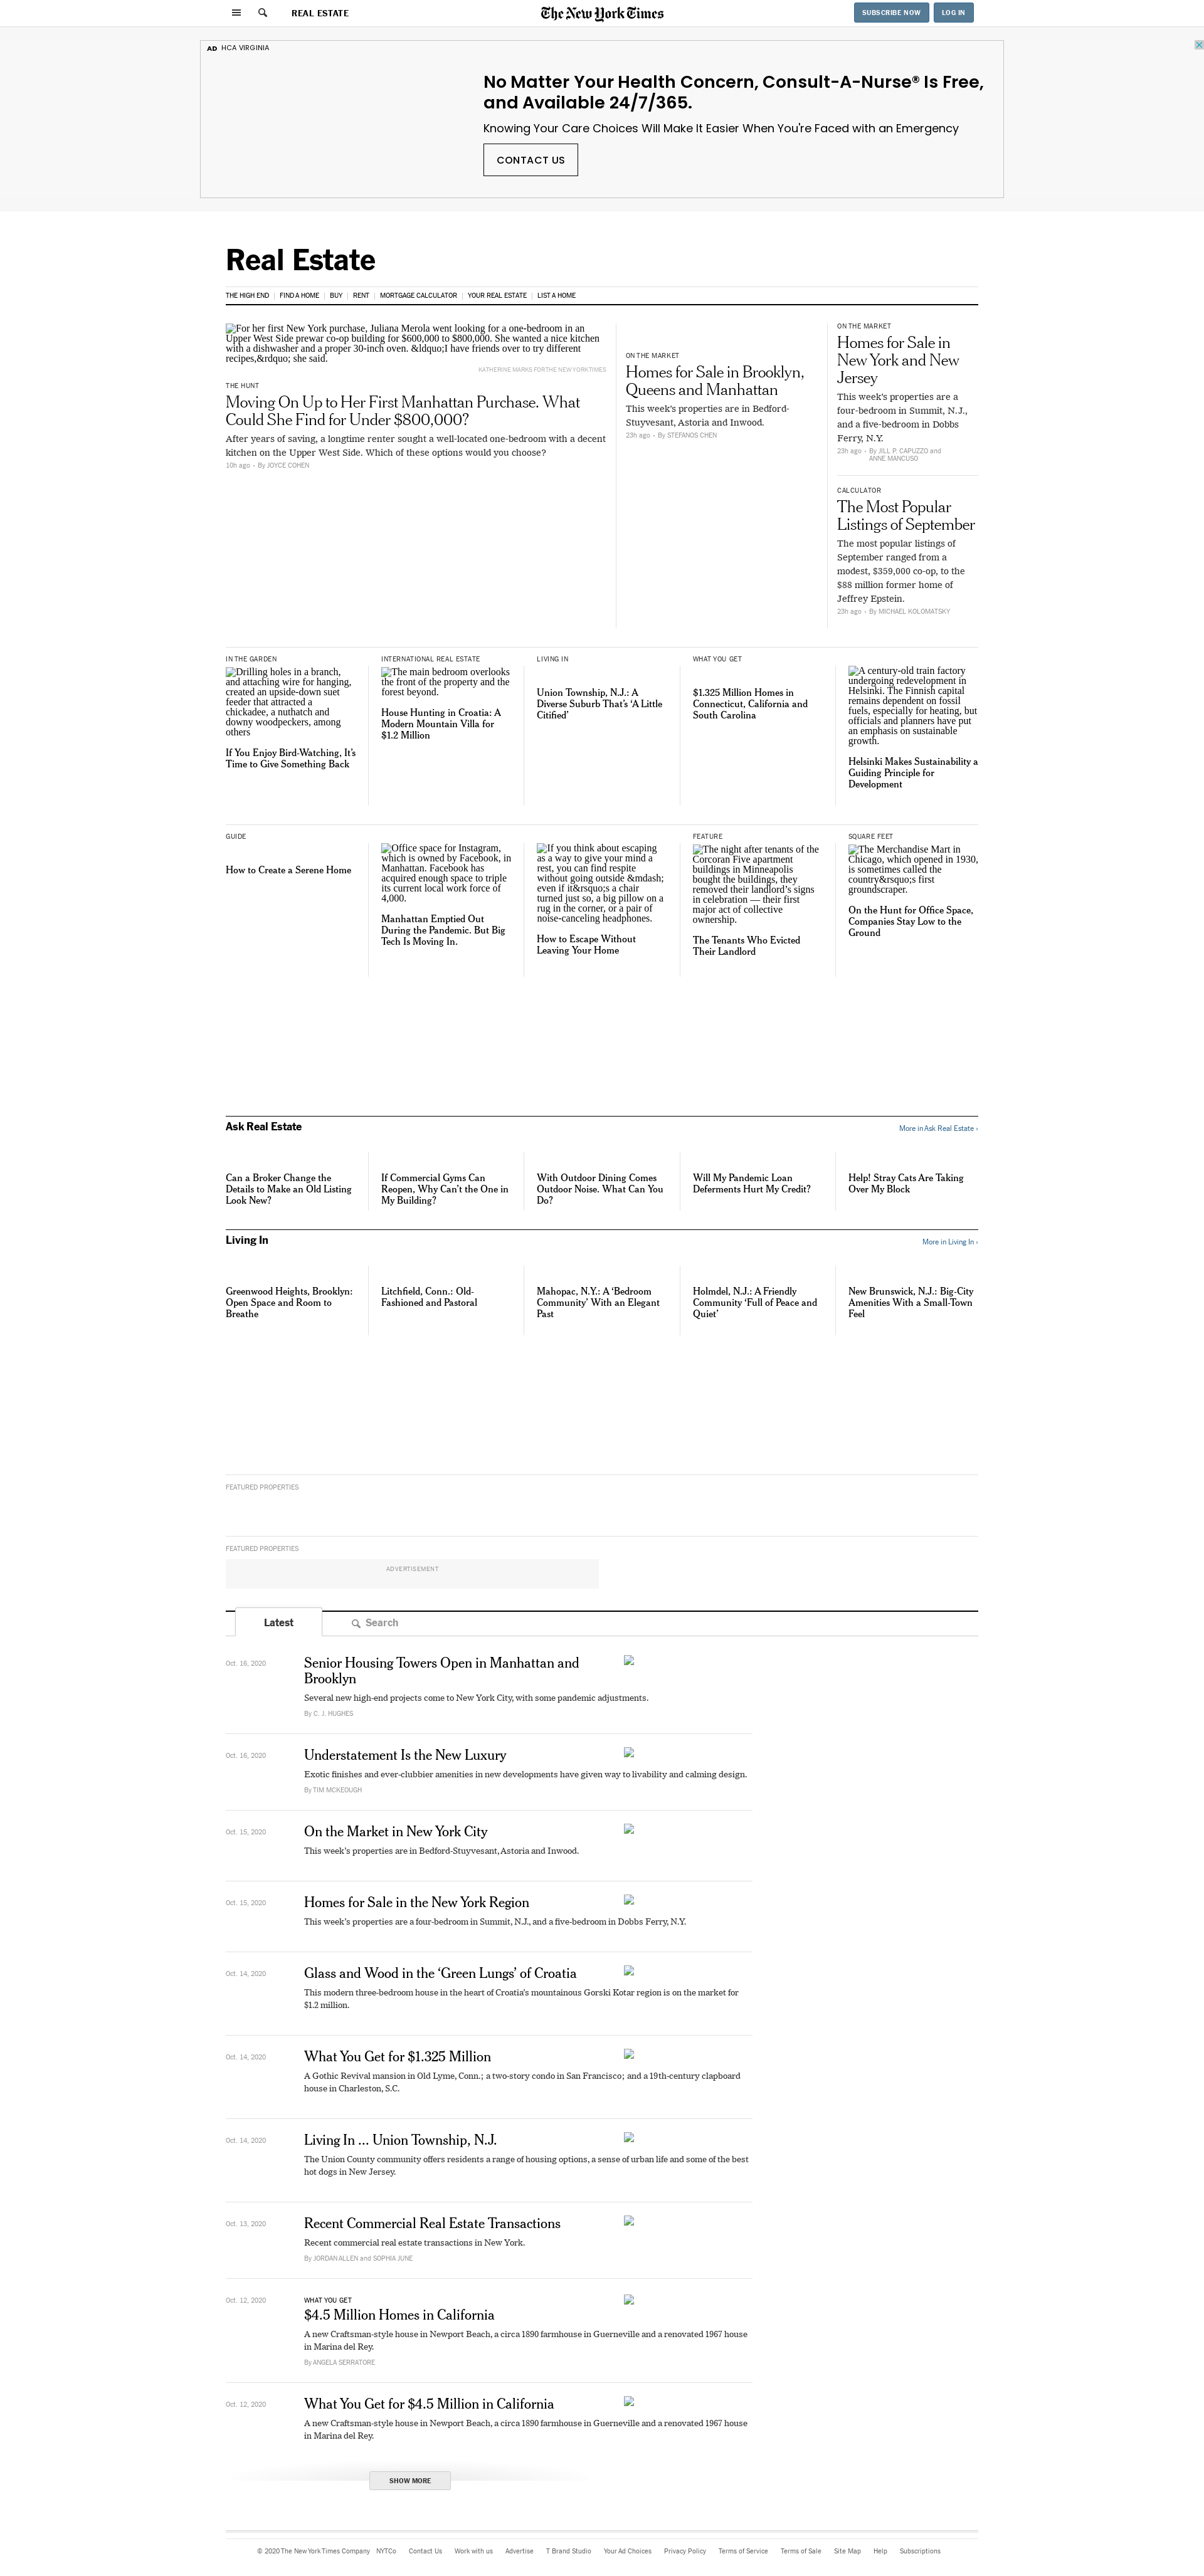 REAL ESTATE
The New York Times
SUBSCRIBE NOW
LOG IN
AD HCA VIRGINIA
No Matter Your Health Concern, Consult-A-Nurse® Is Free,
and Available 24/7/365.
Knowing Your Care Choices Will Make It Easier When You're Faced with an Emergency
CONTACT US
Real Estate
THE HIGH END
FIND A HOME
BUY
RENT
MORTGAGE CALCULATOR
YOUR REAL ESTATE
LIST A HOME
For her first New York purchase, Juliana Merola went looking for a one-bedroom in an
Upper West Side prewar co-op building for $600,000 to $800,000. She wanted a nice kitchen
with a dishwasher and a proper 30-inch oven. &ldquo;I have friends over to try different
recipes,&rdquo; she said.
KATHERINE MARKS FOR THE NEW YORK TIMES
THE HUNT
Moving On Up to Her First Manhattan Purchase. What
Could She Find for Under $800,000?
After years of saving, a longtime renter sought a well-located one-bedroom with a decent
kitchen on the Upper West Side. Which of these options would you choose?
10h ago • By JOYCE COHEN
ON THE MARKET
Homes for Sale in Brooklyn,
Queens and Manhattan
This week's properties are in Bedford-
Stuyvesant, Astoria and Inwood.
23h ago • By STEFANOS CHEN
ON THE MARKET
Homes for Sale in
New York and New
Jersey
This week's properties are a
four-bedroom in Summit, N.J.,
and a five-bedroom in Dobbs
Ferry, N.Y.
23h ago • By JILL P. CAPUZZO and
ANNE MANCUSO
CALCULATOR
The Most Popular
Listings of September
The most popular listings of
September ranged from a
modest, $359,000 co-op, to the
$88 million former home of
Jeffrey Epstein.
23h ago • By MICHAEL KOLOMATSKY
IN THE GARDEN
Drilling holes in a branch,
and attaching wire for hanging,
created an upside-down suet
feeder that attracted a
chickadee, a nuthatch and
downy woodpeckers, among
others
If You Enjoy Bird-Watching, It's
Time to Give Something Back
INTERNATIONAL REAL ESTATE
The main bedroom overlooks
the front of the property and the
forest beyond.
House Hunting in Croatia: A
Modern Mountain Villa for
$1.2 Million
LIVING IN
Union Township, N.J.: A
Diverse Suburb That's 'A Little
Citified'
WHAT YOU GET
$1.325 Million Homes in
Connecticut, California and
South Carolina
A century-old train factory
undergoing redevelopment in
Helsinki. The Finnish capital
remains dependent on fossil
fuels, especially for heating, but
officials and planners have put
an emphasis on sustainable
growth.
Helsinki Makes Sustainability a
Guiding Principle for
Development
GUIDE
How to Create a Serene Home
Office space for Instagram,
which is owned by Facebook, in
Manhattan. Facebook has
acquired enough space to triple
its current local work force of
4,000.
Manhattan Emptied Out
During the Pandemic. But Big
Tech Is Moving In.
If you think about escaping
as a way to give your mind a
rest, you can find respite
without going outside &mdash;
even if it&rsquo;s a chair
turned just so, a big pillow on a
rug in the corner, or a pair of
noise-canceling headphones.
How to Escape Without
Leaving Your Home
FEATURE
The night after tenants of the
Corcoran Five apartment
buildings in Minneapolis
bought the buildings, they
removed their landlord's signs
in celebration — their first
major act of collective
ownership.
The Tenants Who Evicted
Their Landlord
SQUARE FEET
The Merchandise Mart in
Chicago, which opened in 1930,
is sometimes called the
country&rsquo;s first
groundscraper.
On the Hunt for Office Space,
Companies Stay Low to the
Ground
Ask Real Estate
More in Ask Real Estate ›
Can a Broker Change the
Details to Make an Old Listing
Look New?
If Commercial Gyms Can
Reopen, Why Can't the One in
My Building?
With Outdoor Dining Comes
Outdoor Noise. What Can You
Do?
Will My Pandemic Loan
Deferments Hurt My Credit?
Help! Stray Cats Are Taking
Over My Block
Living In
More in Living In ›
Greenwood Heights, Brooklyn:
Open Space and Room to
Breathe
Litchfield, Conn.: Old-
Fashioned and Pastoral
Mahopac, N.Y.: A 'Bedroom
Community' With an Elegant
Past
Holmdel, N.J.: A Friendly
Community 'Full of Peace and
Quiet'
New Brunswick, N.J.: Big-City
Amenities With a Small-Town
Feel
FEATURED PROPERTIES
FEATURED PROPERTIES
ADVERTISEMENT
Latest
Search
Oct. 16, 2020
Senior Housing Towers Open in Manhattan and
Brooklyn
Several new high-end projects come to New York City, with some pandemic adjustments.
By C. J. HUGHES
Oct. 16, 2020
Understatement Is the New Luxury
Exotic finishes and ever-clubbier amenities in new developments have given way to livability and calming design.
By TIM MCKEOUGH
Oct. 15, 2020
On the Market in New York City
This week's properties are in Bedford-Stuyvesant, Astoria and Inwood.
Oct. 15, 2020
Homes for Sale in the New York Region
This week's properties are a four-bedroom in Summit, N.J., and a five-bedroom in Dobbs Ferry, N.Y.
Oct. 14, 2020
Glass and Wood in the 'Green Lungs' of Croatia
This modern three-bedroom house in the heart of Croatia's mountainous Gorski Kotar region is on the market for
$1.2 million.
Oct. 14, 2020
What You Get for $1.325 Million
A Gothic Revival mansion in Old Lyme, Conn.; a two-story condo in San Francisco; and a 19th-century clapboard
house in Charleston, S.C.
Oct. 14, 2020
Living In ... Union Township, N.J.
The Union County community offers residents a range of housing options, a sense of urban life and some of the best
hot dogs in New Jersey.
Oct. 13, 2020
Recent Commercial Real Estate Transactions
Recent commercial real estate transactions in New York.
By JORDAN ALLEN and SOPHIA JUNE
Oct. 12, 2020
WHAT YOU GET
$4.5 Million Homes in California
A new Craftsman-style house in Newport Beach, a circa 1890 farmhouse in Guerneville and a renovated 1967 house
in Marina del Rey.
By ANGELA SERRATORE
Oct. 12, 2020
What You Get for $4.5 Million in California
A new Craftsman-style house in Newport Beach, a circa 1890 farmhouse in Guerneville and a renovated 1967 house
in Marina del Rey.
SHOW MORE
© 2020 The New York Times Company NYTCo Contact Us Work with us Advertise T Brand Studio Your Ad Choices Privacy Policy Terms of Service Terms of Sale Site Map Help Subscriptions